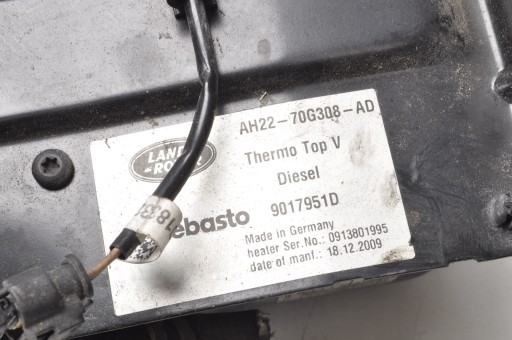 AH22-70G308-AD
LAND
ROVER
Thermo Top V
Diesel
9017951D
ebasto
Made in Germany
heater Ser.No.: 0913801995
date of manf.: 18.12.2009